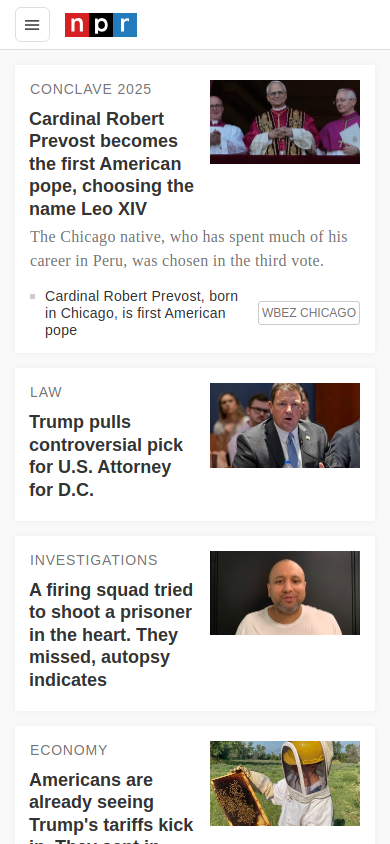 npr
CONCLAVE 2025
Cardinal Robert
Prevost becomes
the first American
pope, choosing the
name Leo XIV
The Chicago native, who has spent much of his
career in Peru, was chosen in the third vote.
Cardinal Robert Prevost, born
in Chicago, is first American
pope
WBEZ CHICAGO
LAW
Trump pulls
controversial pick
for U.S. Attorney
for D.C.
INVESTIGATIONS
A firing squad tried
to shoot a prisoner
in the heart. They
missed, autopsy
indicates
ECONOMY
Americans are
already seeing
Trump's tariffs kick
in. They sent in